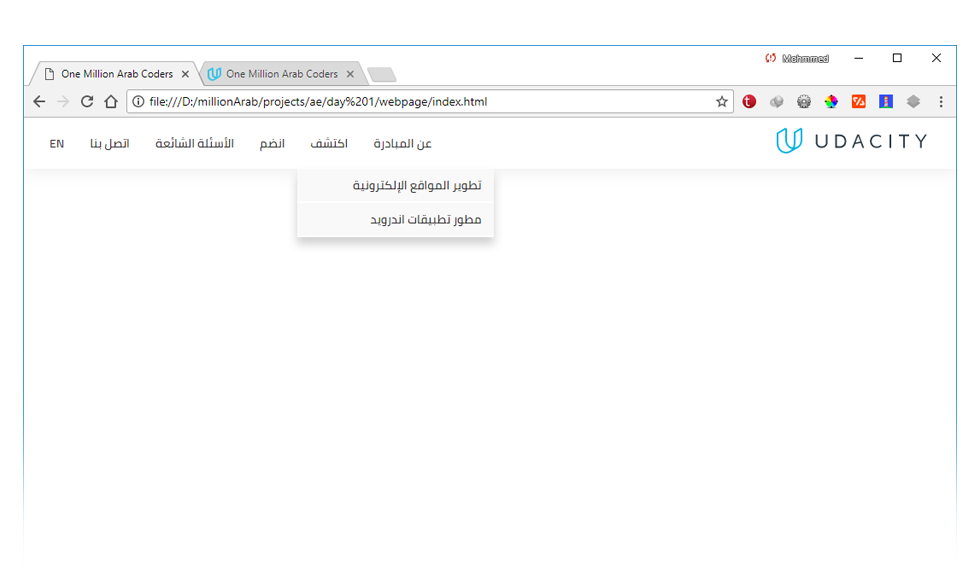 Mohmmed
One Million Arab Coders
One Million Arab Coders
file:///D:/millionArab/projects/ae/day%201/webpage/index.html
UDACITY
عن المبادرة
اكتشف
انضم
الأسئلة الشائعة
اتصل بنا
EN
تطوير المواقع الإلكترونية
مطور تطبيقات اندرويد